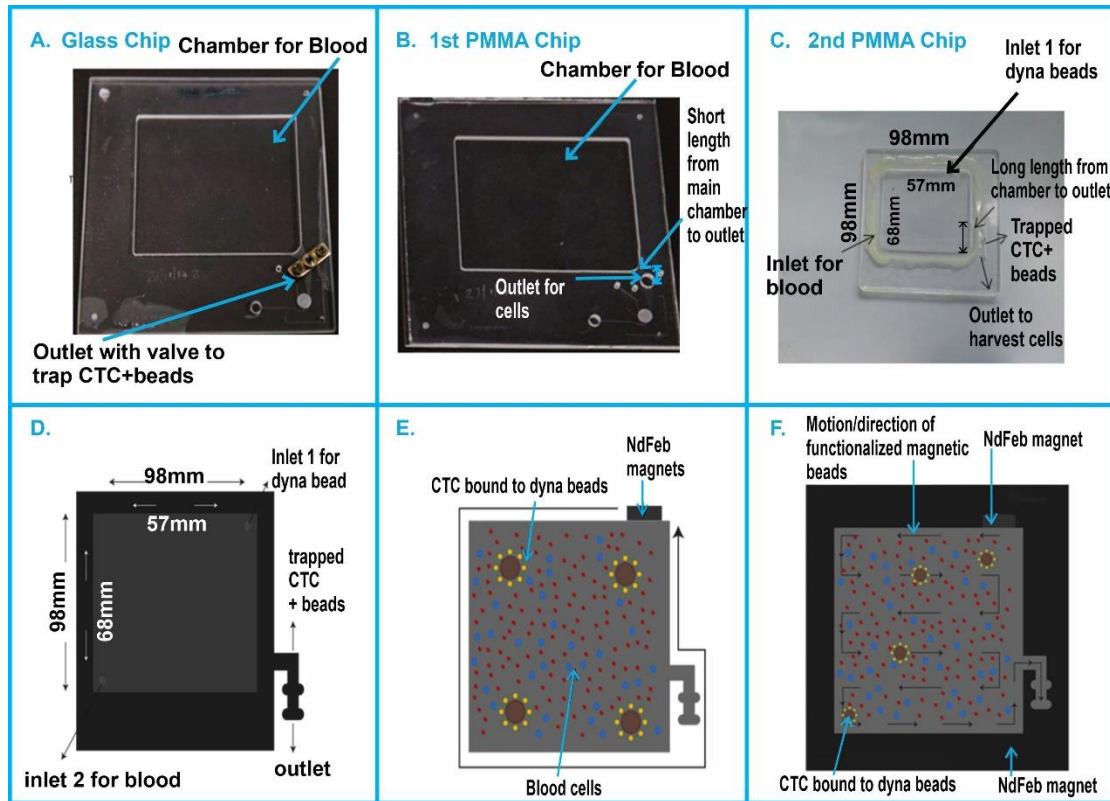 A. Glass Chip
Chamber for Blood
Outlet with valve to
trap CTC+beads
B. 1st PMMA Chip
Chamber for Blood
Short
length
from
main
chamber
to outlet
Outlet for
cells
C. 2nd PMMA Chip
Inlet 1 for
dyna beads
98mm
57mm
98mm
68mm
Long length from
chamber to outlet
Trapped
CTC+
beads
Inlet for
blood
Outlet to
harvest cells
D.
98mm
57mm
Inlet 1 for
dyna bead
98mm
68mm
trapped
CTC
+ beads
inlet 2 for blood
outlet
E.
NdFeb
magnets
CTC bound to dyna beads
Blood cells
F.
Motion/direction of
functionalized magnetic
beads
NdFeb magnet
CTC bound to dyna beads
NdFeb magnet